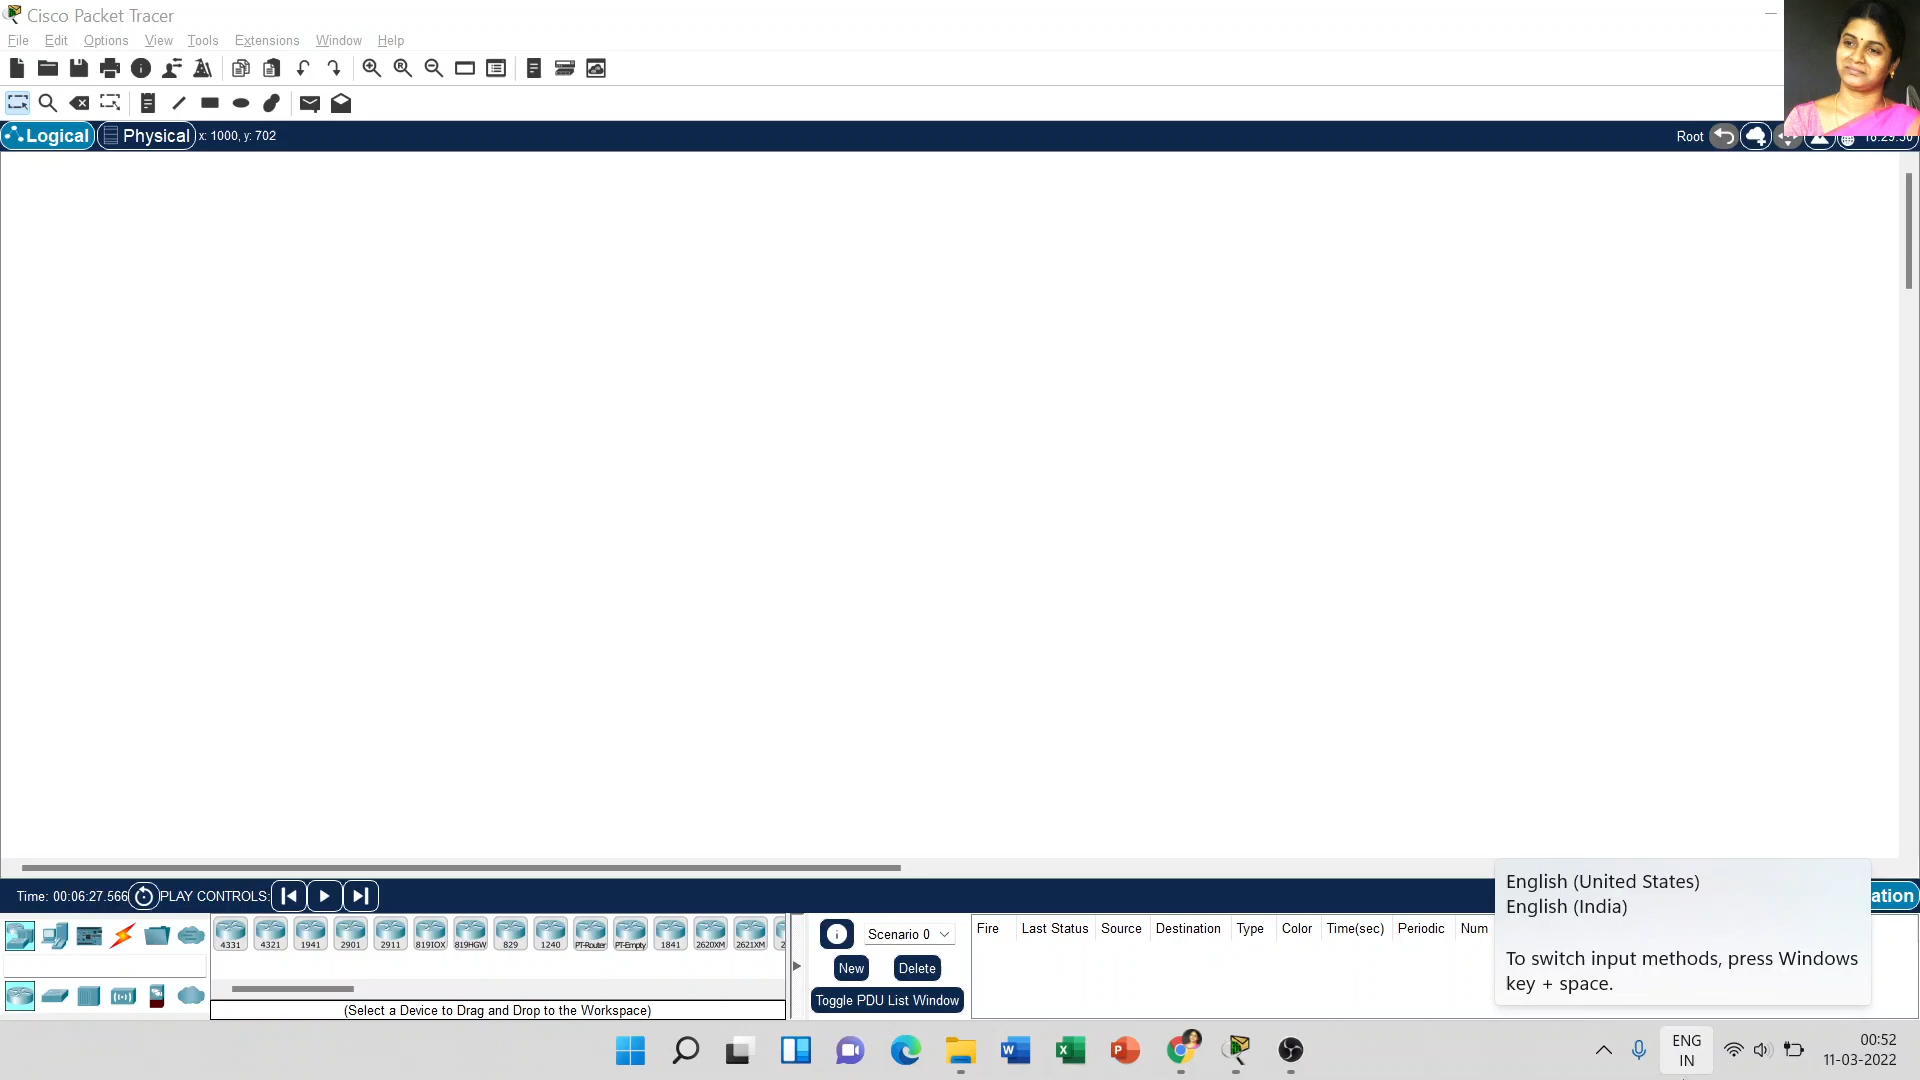 Cisco Packet Tracer
File Edit Options View Tools Extensions Window Help
Logical Physical x: 1000, y: 702
Root
English (United States)
English (India)
To switch input methods, press Windows
key + space.
Time: 00:06:27.566 PLAY CONTROLS:
ation
4331 4321 1941 2901 2911 819IOX 819HGW 829 1240 PT-Router PT-Empty 1841 2620XM 2621XM
(Select a Device to Drag and Drop to the Workspace)
Scenario 0
New Delete
Toggle PDU List Window
Fire Last Status Source Destination Type Color Time(sec) Periodic Num
ENG
IN
00:52
11-03-2022